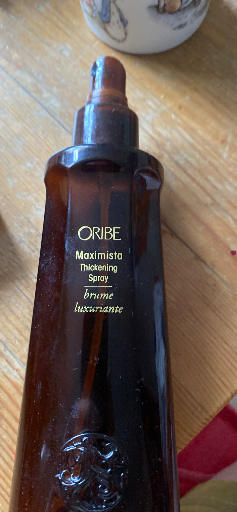 ORIBE
Maximista
Thickening
Spray
brume
luxuriante